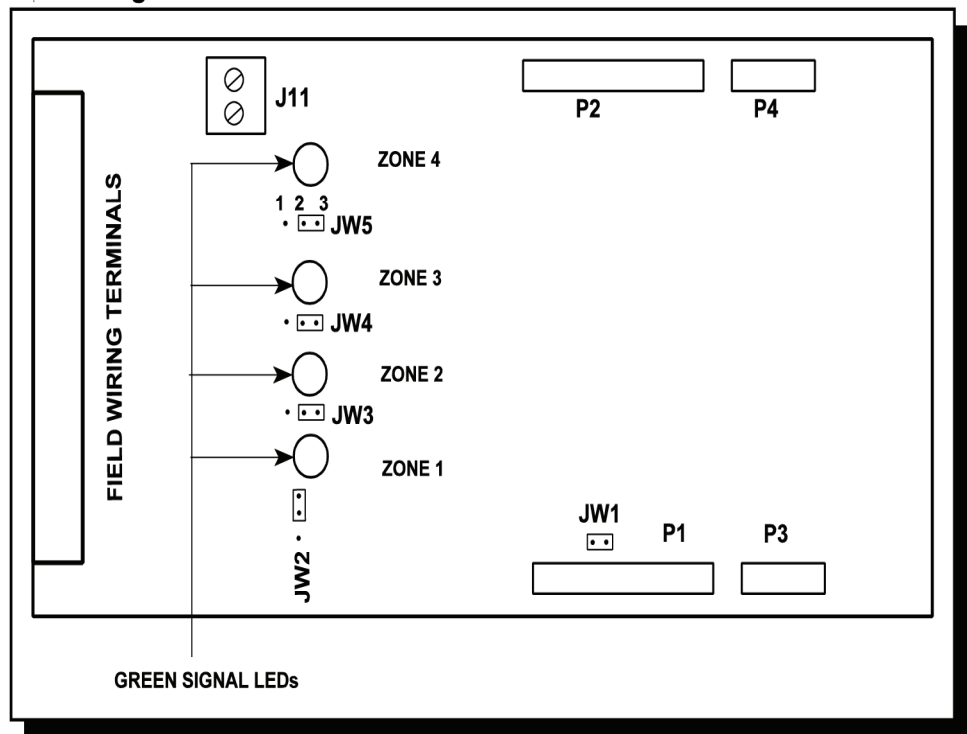 J11
P2
P4
ZONE 4
1 2 3
JW5
FIELD WIRING TERMINALS
ZONE 3
JW4
ZONE 2
JW3
ZONE 1
JW2
JW1
P1
P3
GREEN SIGNAL LEDs